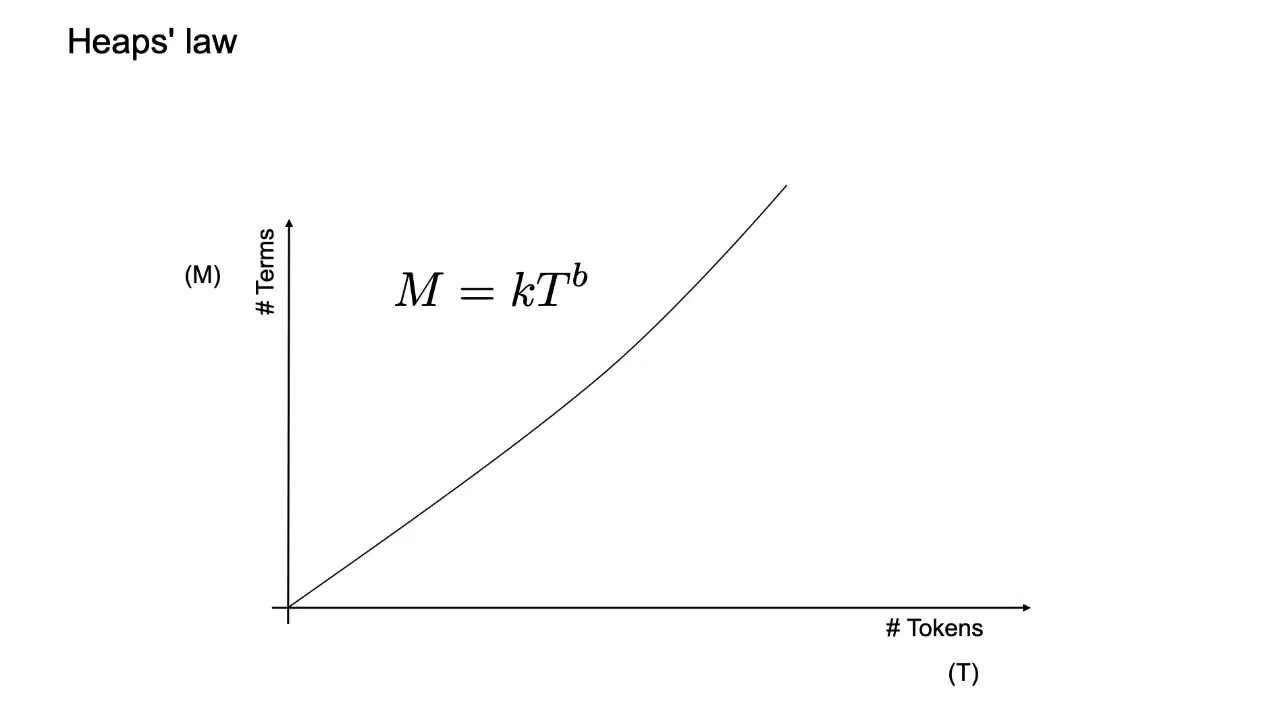 Heaps' law
(M)
# Terms
M = kT^b
# Tokens
(T)